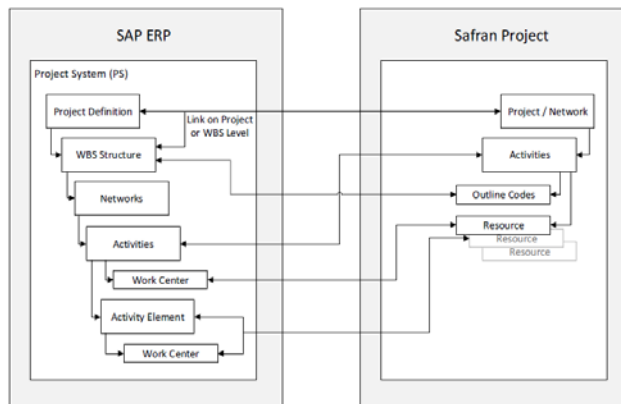 SAP ERP
Project System (PS)
Project Definition
Link on Project
or WBS Level
WBS Structure
Networks
Activities
Work Center
Activity Element
Work Center
Safran Project
Project / Network
Activities
Outline Codes
Resource
Resource
Resource